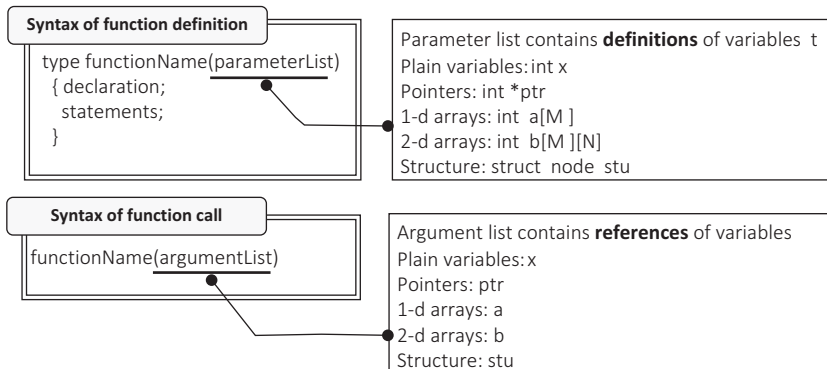 Syntax of function definition
type functionName(parameterList)
{ declaration;
statements;
}
Parameter list contains definitions of variables t
Plain variables: int x
Pointers: int *ptr
1-d arrays: int a[M ]
2-d arrays: int b[M ][N]
Structure: struct node stu
Syntax of function call
functionName(argumentList)
Argument list contains references of variables
Plain variables: x
Pointers: ptr
1-d arrays: a
2-d arrays: b
Structure: stu